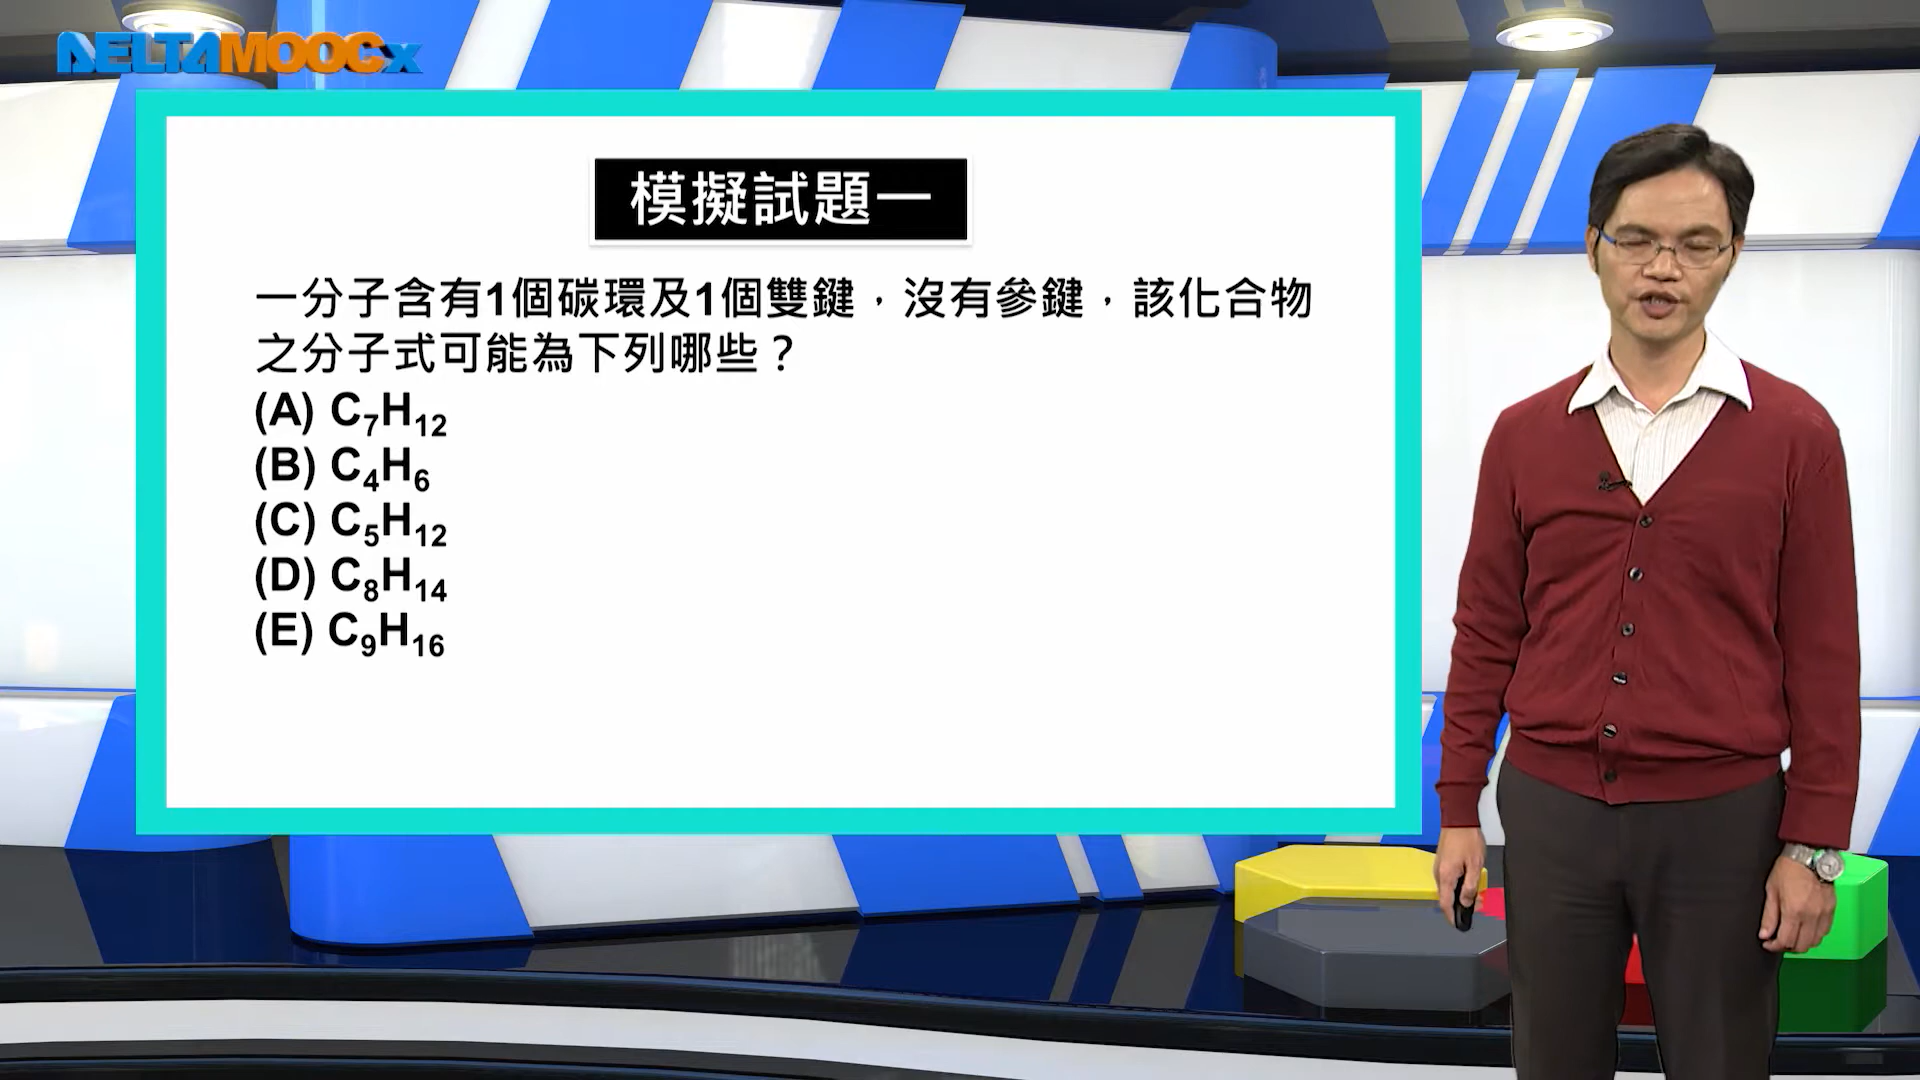 DELTAMOOCx
模擬試題一
一分子含有1個碳環及1個雙鍵，沒有參鍵，該化合物
之分子式可能為下列哪些？
(A) C₇H₁₂
(B) C₄H₆
(C) C₅H₁₂
(D) C₈H₁₄
(E) C₉H₁₆